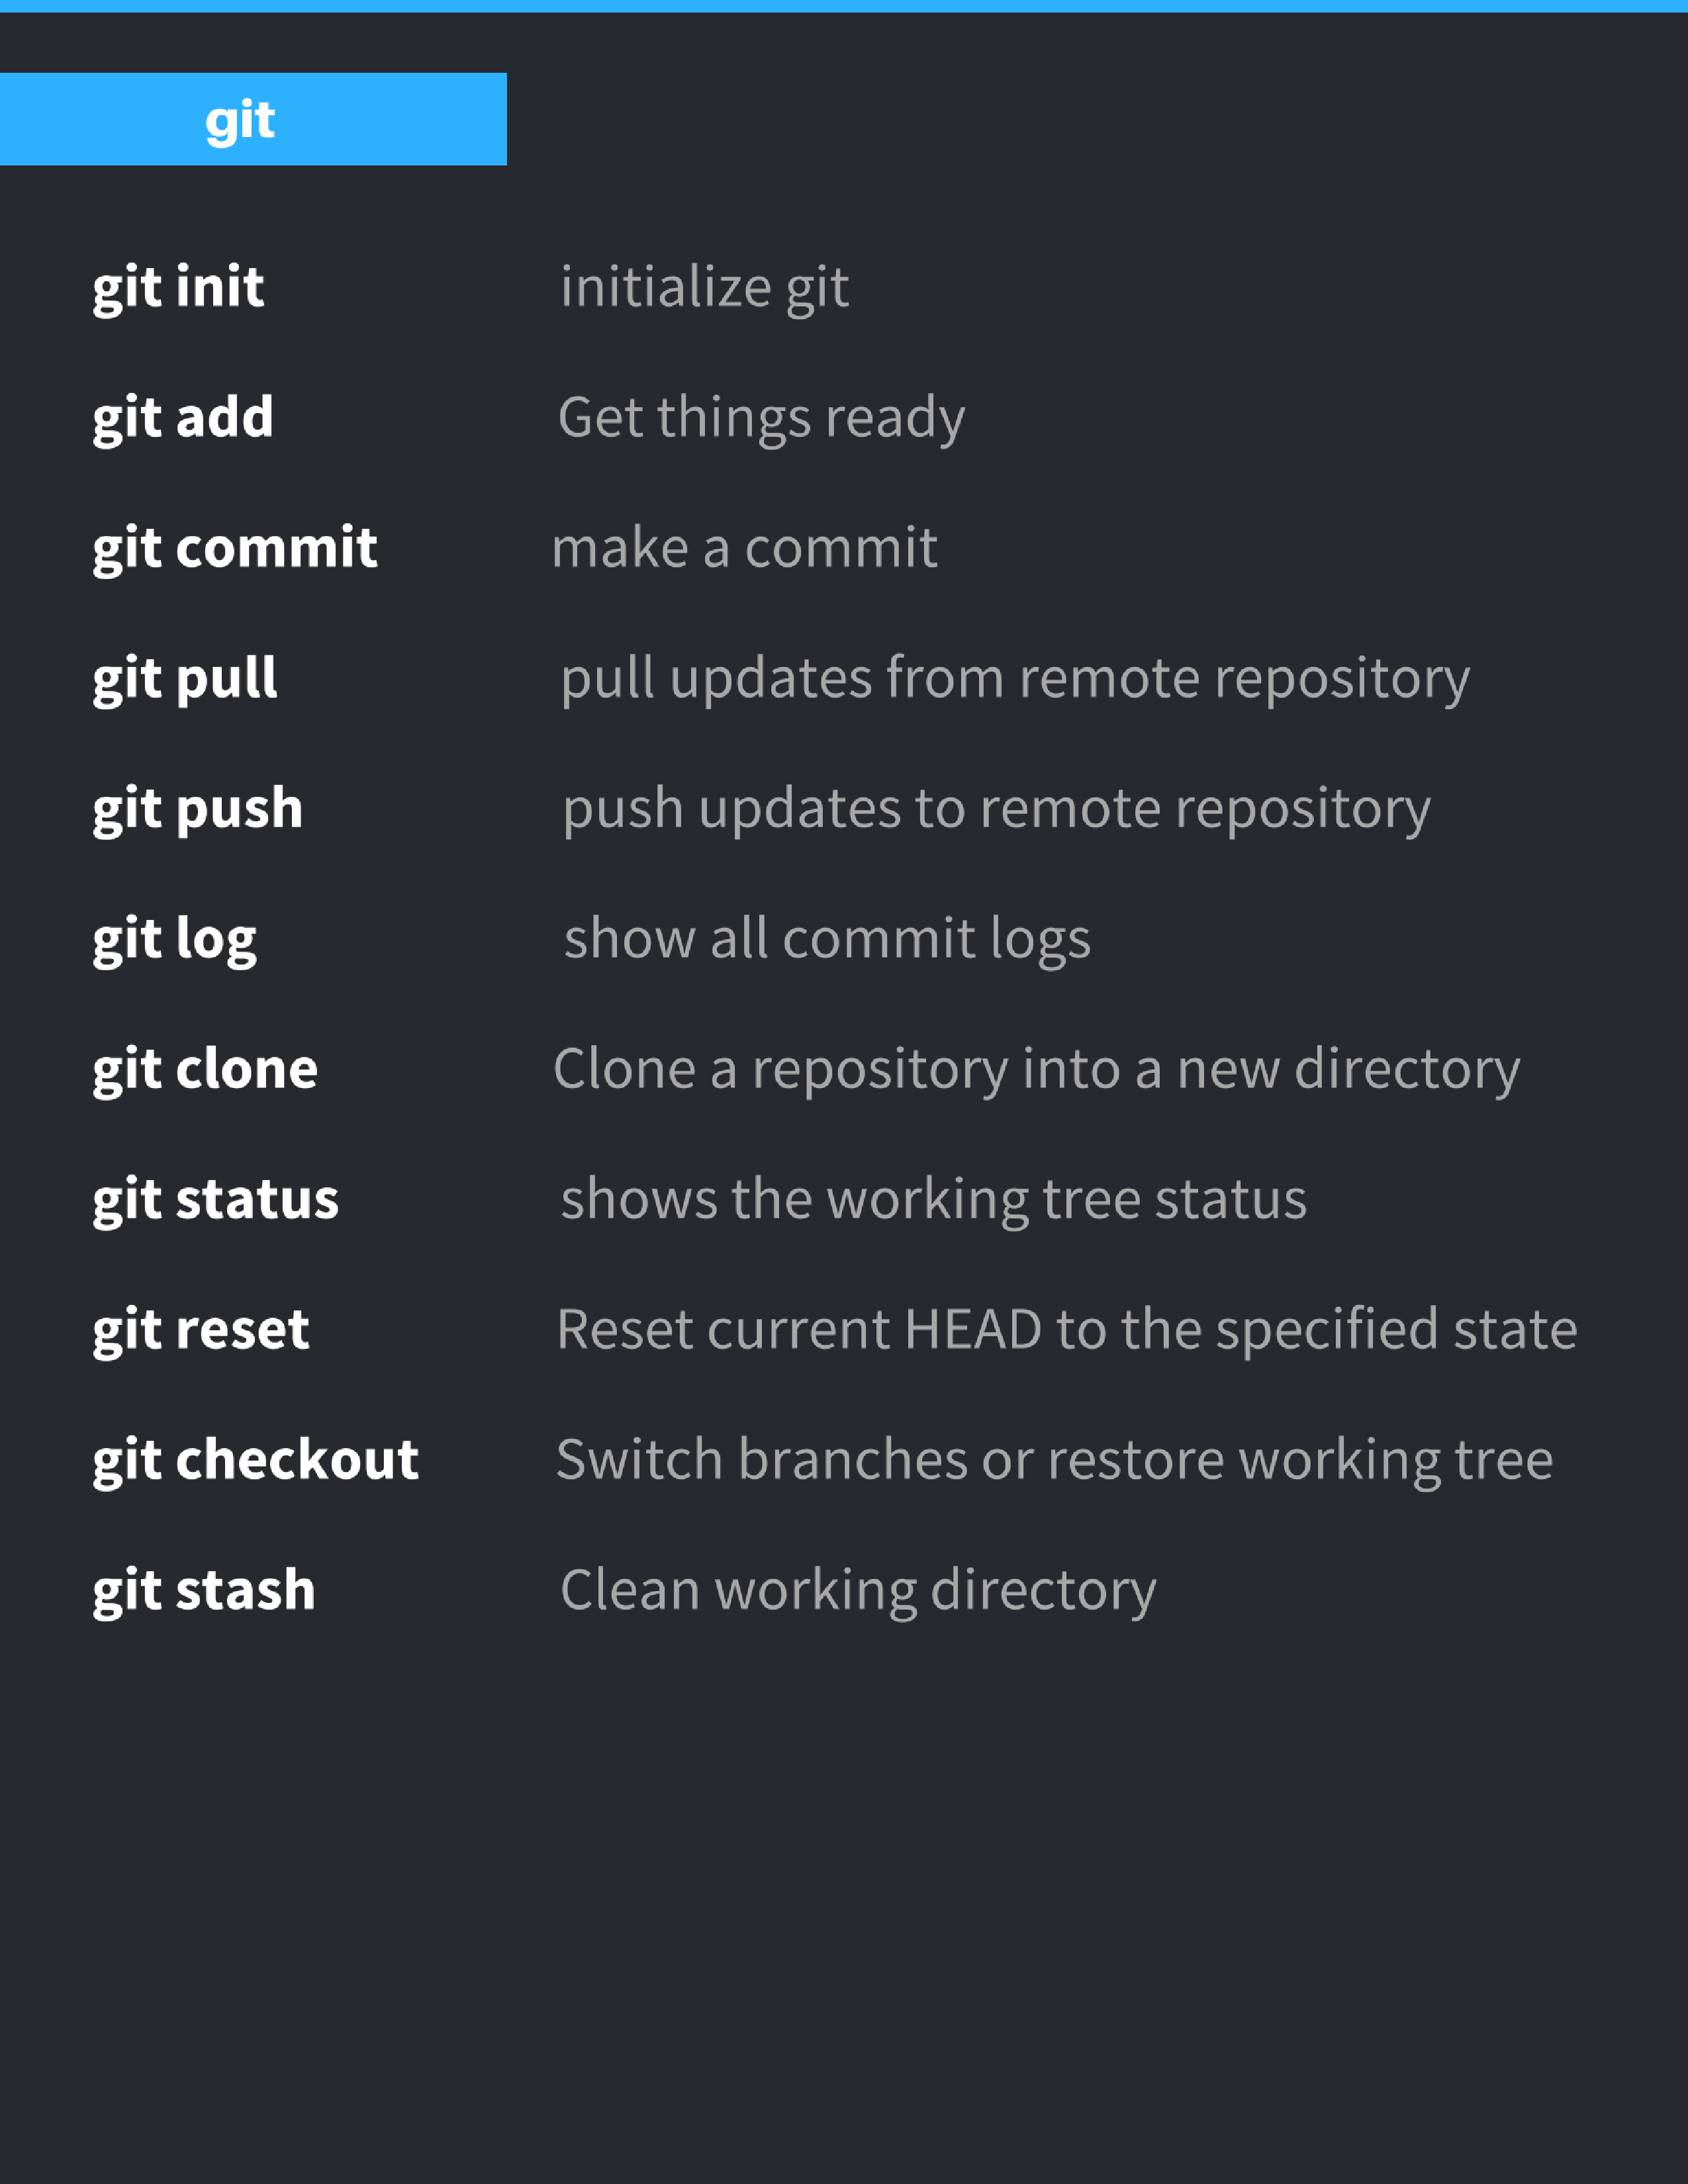 git
git init initialize git
git add Get things ready
git commit make a commit
git pull pull updates from remote repository
git push push updates to remote repository
git log show all commit logs
git clone Clone a repository into a new directory
git status shows the working tree status
git reset Reset current HEAD to the specified state
git checkout Switch branches or restore working tree
git stash Clean working directory